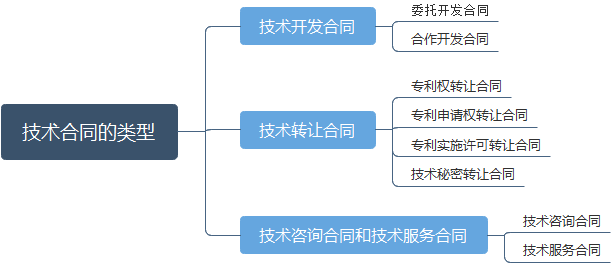 技术合同的类型
技术开发合同
委托开发合同
合作开发合同
技术转让合同
专利权转让合同
专利申请权转让合同
专利实施许可转让合同
技术秘密转让合同
技术咨询合同和技术服务合同
技术咨询合同
技术服务合同